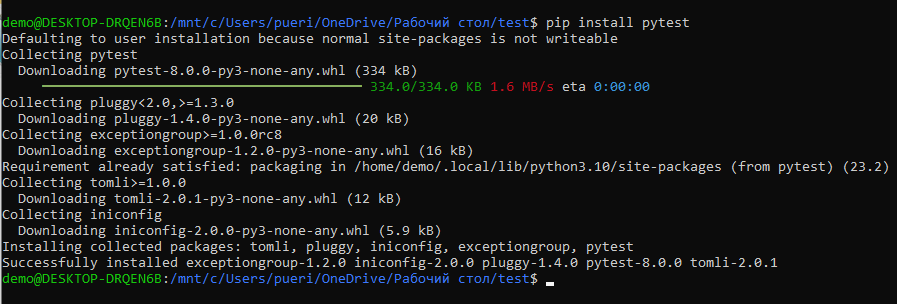 demo@DESKTOP-DRQEN6B:/mnt/c/Users/pueri/OneDrive/Рабочий стол/test$ pip install pytest
Defaulting to user installation because normal site-packages is not writeable
Collecting pytest
  Downloading pytest-8.0.0-py3-none-any.whl (334 kB)
     ━━━━━━━━━━━━━━━━━━━━━━━━━━━━━━━━━━━━━━━━ 334.0/334.0 KB 1.6 MB/s eta 0:00:00
Collecting pluggy<2.0,>=1.3.0
  Downloading pluggy-1.4.0-py3-none-any.whl (20 kB)
Collecting exceptiongroup>=1.0.0rc8
  Downloading exceptiongroup-1.2.0-py3-none-any.whl (16 kB)
Requirement already satisfied: packaging in /home/demo/.local/lib/python3.10/site-packages (from pytest) (23.2)
Collecting tomli>=1.0.0
  Downloading tomli-2.0.1-py3-none-any.whl (12 kB)
Collecting iniconfig
  Downloading iniconfig-2.0.0-py3-none-any.whl (5.9 kB)
Installing collected packages: tomli, pluggy, iniconfig, exceptiongroup, pytest
Successfully installed exceptiongroup-1.2.0 iniconfig-2.0.0 pluggy-1.4.0 pytest-8.0.0 tomli-2.0.1
demo@DESKTOP-DRQEN6B:/mnt/c/Users/pueri/OneDrive/Рабочий стол/test$